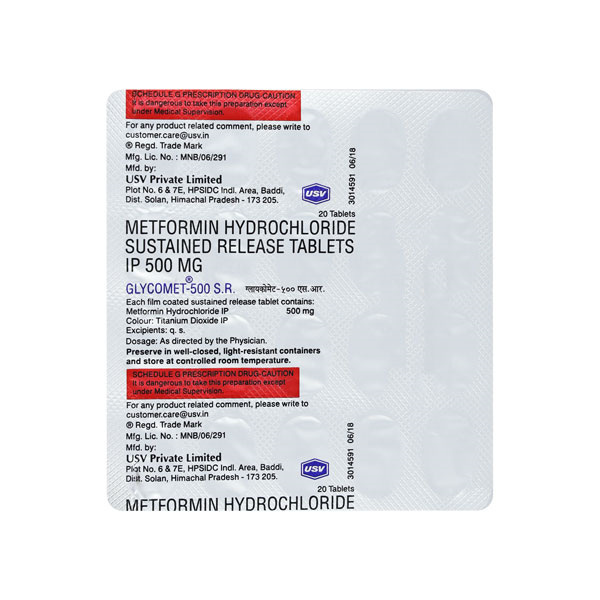 SCHEDULE G PRESCRIPTION DRUG-CAUTION
It is dangerous to take this preparation except
under Medical Supervision.
For any product related comment, please write to
customer.care@usv.in
® Regd. Trade Mark
Mfg. Lic. No. : MNB/06/291
Mfd. by:
USV Private Limited
Plot No. 6 & 7E, HPSIDC Indl. Area, Baddi,
Dist. Solan, Himachal Pradesh - 173 205.
USV
3014591 06/18
20 Tablets
METFORMIN HYDROCHLORIDE
SUSTAINED RELEASE TABLETS
IP 500 MG
GLYCOMET®-500 S.R. ग्लायकोमेट-५०० एस.आर.
Each film coated sustained release tablet contains:
Metformin Hydrochloride IP 500 mg
Colour: Titanium Dioxide IP
Excipients: q. s.
Dosage: As directed by the Physician.
Preserve in well-closed, light-resistant containers
and store at controlled room temperature.
SCHEDULE G PRESCRIPTION DRUG-CAUTION
It is dangerous to take this preparation except
under Medical Supervision.
For any product related comment, please write to
customer.care@usv.in
® Regd. Trade Mark
Mfg. Lic. No. : MNB/06/291
Mfd. by:
USV Private Limited
Plot No. 6 & 7E, HPSIDC Indl. Area, Baddi,
Dist. Solan, Himachal Pradesh - 173 205.
USV
3014591 06/18
20 Tablets
METFORMIN HYDROCHLORIDE